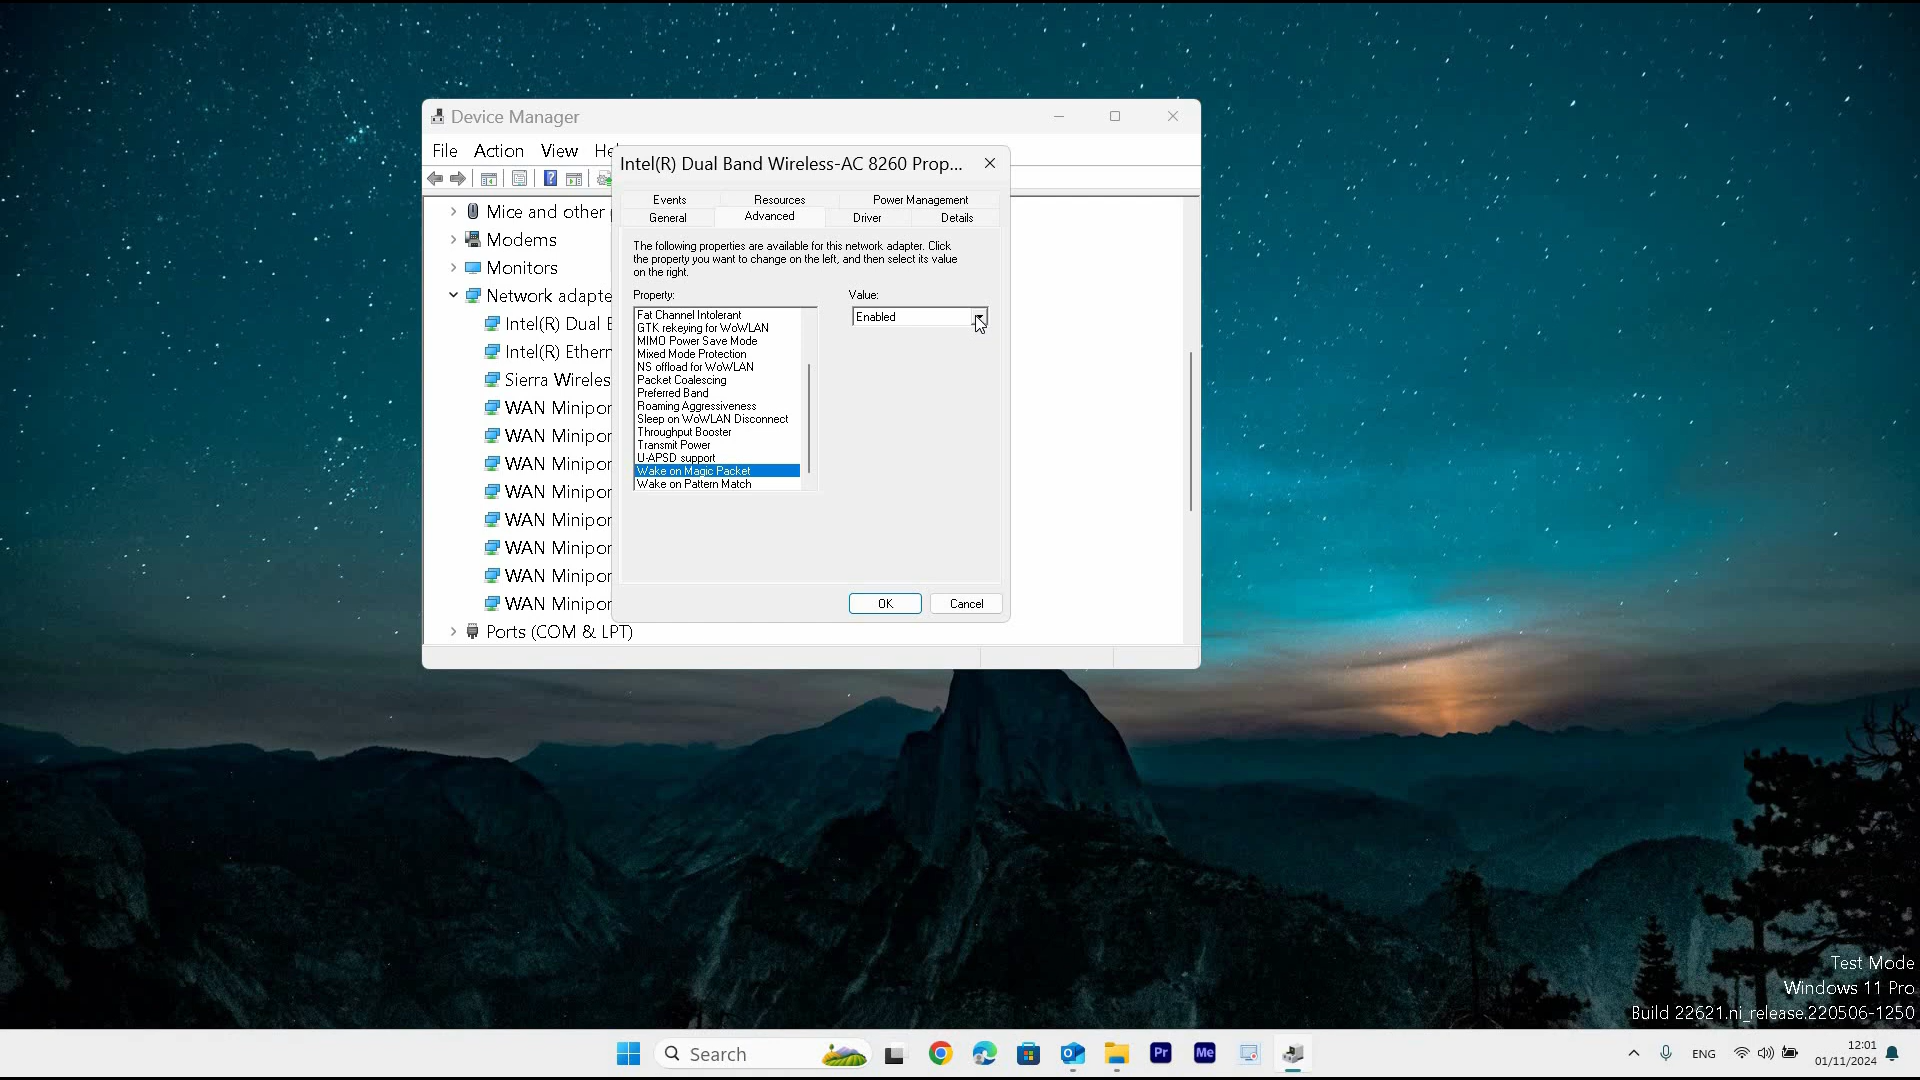 Device Manager
File Action View
Intel(R) Dual Band Wireless-AC 8260 Prop...
Events Resources Power Management
General Advanced Driver Details
The following properties are available for this network adapter. Click
the property you want to change on the left, and then select its value
on the right.
Property: Value:
Fat Channel Intolerant
GTK rekeying for WoWLAN
MIMO Power Save Mode
Mixed Mode Protection
NS offload for WoWLAN
Packet Coalescing
Preferred Band
Roaming Aggressiveness
Sleep on WoWLAN Disconnect
Throughput Booster
Transmit Power
U-APSD support
Wake on Magic Packet
Wake on Pattern Match
Enabled
OK Cancel
Mice and other
Modems
Monitors
Network adapte
Intel(R) Dual
Intel(R) Ethern
Sierra Wireles
WAN Minipor
WAN Minipor
WAN Minipor
WAN Minipor
WAN Minipor
WAN Minipor
WAN Minipor
WAN Minipor
Ports (COM & LPT)
Test Mode
Windows 11 Pro
Build 22621.ni_release.220506-1250
Search
Pr
Me
ENG
12:01
01/11/2024